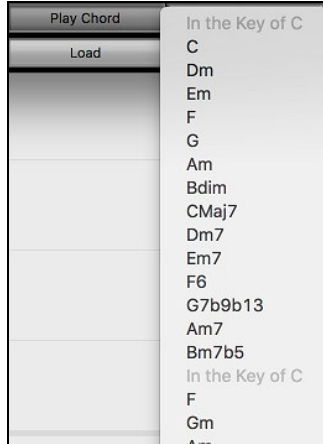 Play Chord
Load
In the Key of C
C
Dm
Em
F
G
Am
Bdim
CMaj7
Dm7
Em7
F6
G7b9b13
Am7
Bm7b5
In the Key of C
F
Gm